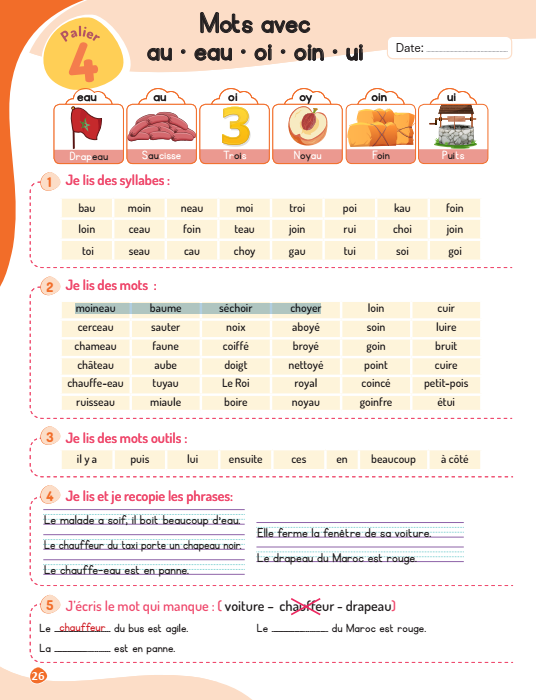 Palier
4
Mots avec
au • eau • oi • oin • ui
Date:
eau au oi oy oin ui
Drapeau Saucisse Trois Noyau Foin Puits
1 Je lis des syllabes :
bau moin neau moi troi poi kau foin
loin ceau foin teau join rui choi join
toi seau cau choy gau tui soi goi
2 Je lis des mots :
moineau baume séchoir choyer loin cuir
cerceau sauter noix aboyé soin luire
chameau faune coiffé broyé goin bruit
château aube doigt nettoyé point cuire
chauffe-eau tuyau Le Roi royal coincé petit-pois
ruisseau miaule boire noyau goinfre étui
3 Je lis des mots outils :
il y a puis lui ensuite ces en beaucoup à côté
4 Je lis et je recopie les phrases:
Le malade a soif, il boit beaucoup d'eau.
Le chauffeur du taxi porte un chapeau noir.
Le chauffe-eau est en panne.
Elle ferme la fenêtre de sa voiture.
Le drapeau du Maroc est rouge.
5 J'écris le mot qui manque : ( voiture – chauffeur - drapeau)
Le chauffeur du bus est agile. Le ____ du Maroc est rouge.
La ____ est en panne.
26